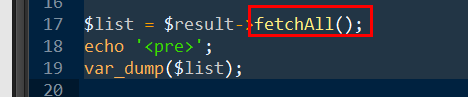 16
17 $list = $result->fetchAll();
18 echo '<pre>';
19 var_dump($list);
20